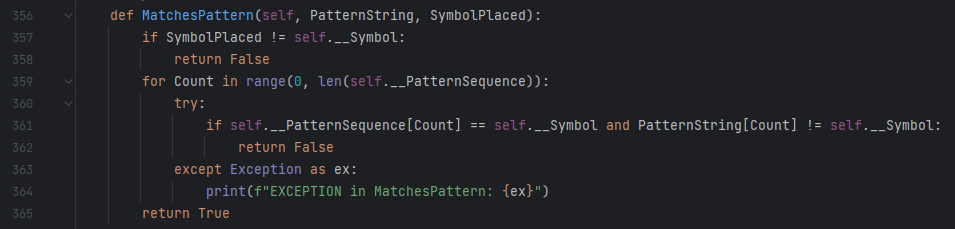 356 def MatchesPattern(self, PatternString, SymbolPlaced):
357 if SymbolPlaced != self.__Symbol:
358 return False
359 for Count in range(0, len(self.__PatternSequence)):
360 try:
361 if self.__PatternSequence[Count] == self.__Symbol and PatternString[Count] != self.__Symbol:
362 return False
363 except Exception as ex:
364 print(f"EXCEPTION in MatchesPattern: {ex}")
365 return True